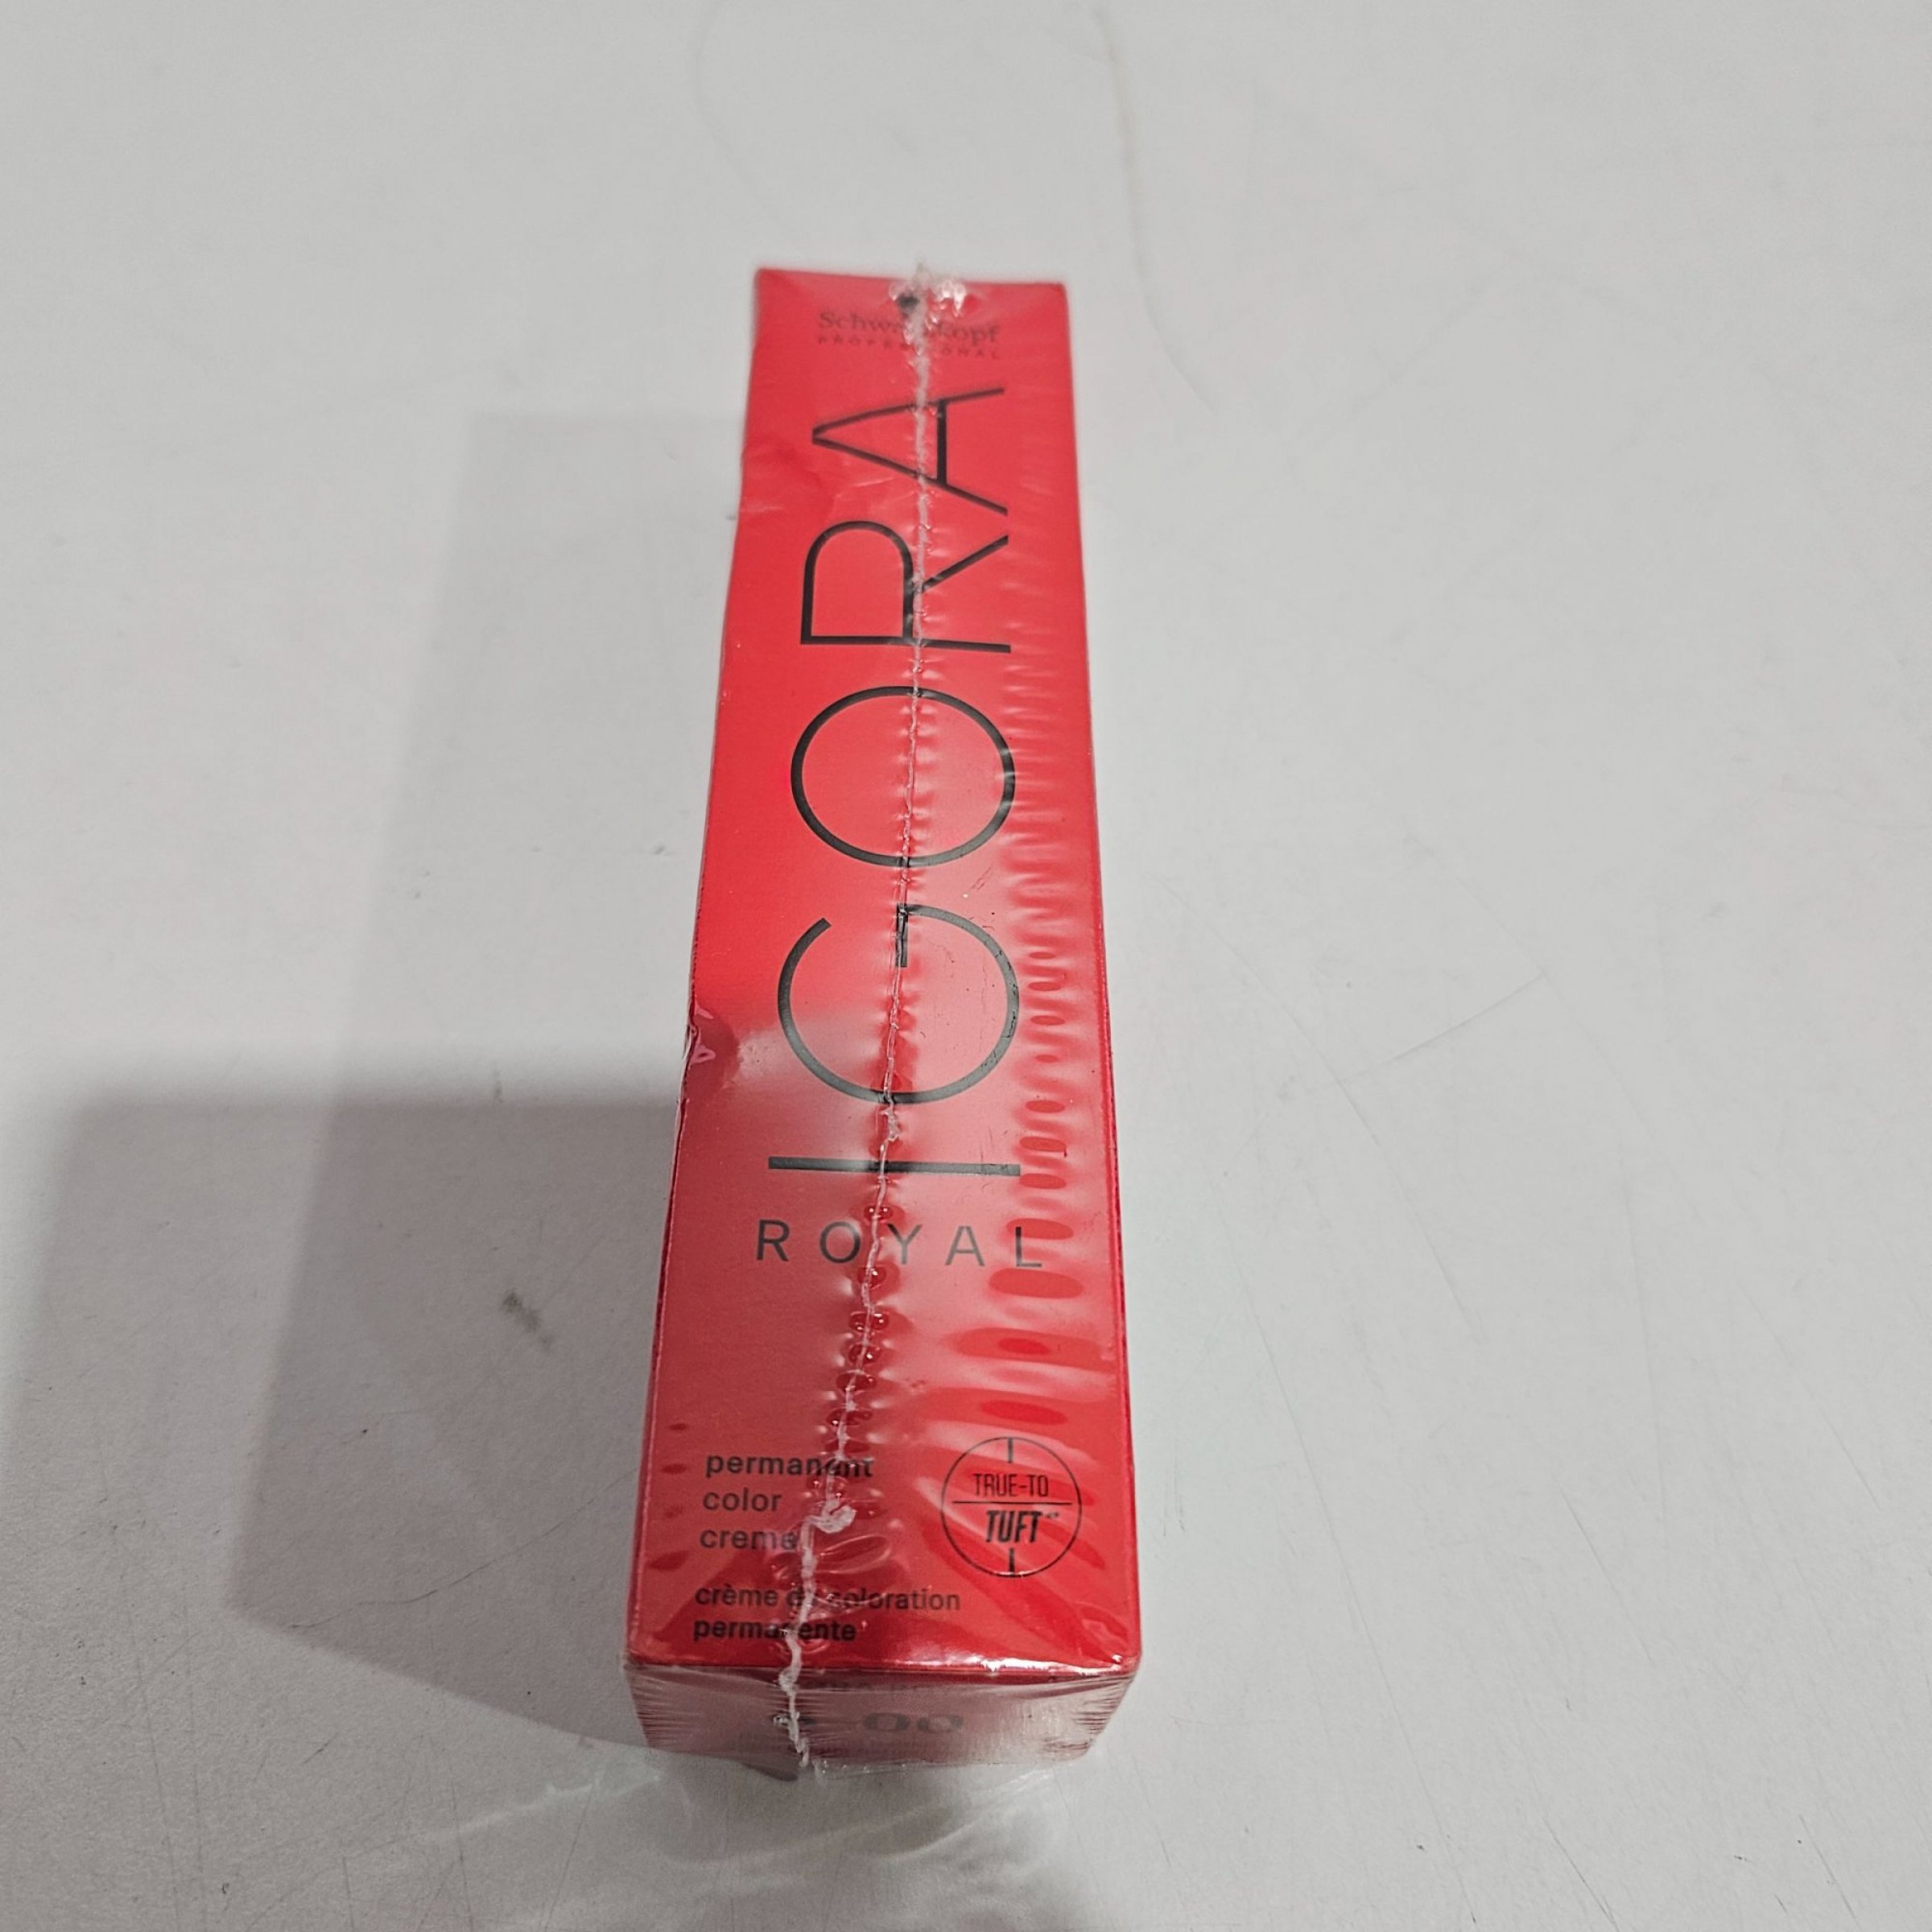 Schwarzkopf
PROFESSIONAL
IGORA
ROYAL
permanent
color
creme
TRUE-TO
TUFT
crème de coloration
permanente